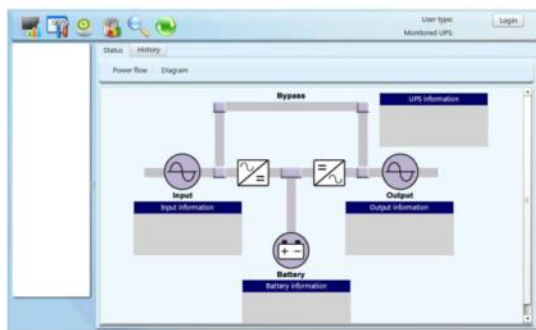 User type:
Login
Monitored UPS:
Status
History
Power flow
Diagram
Bypass
UPS information
Input
Output
Input information
Output information
Battery
Battery information